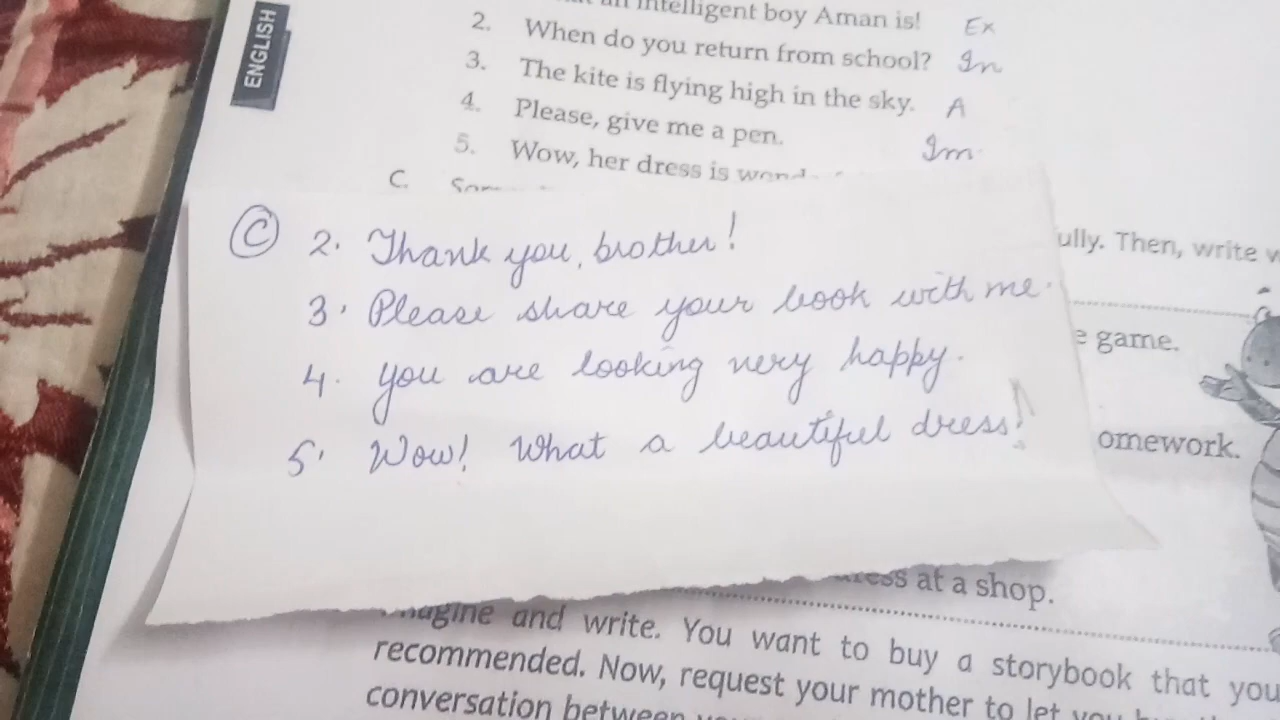 ENGLISH
intelligent boy Aman is! Ex
2. When do you return from school? In
3. The kite is flying high in the sky. A
4. Please, give me a pen. Im
5. Wow, her dress is
C.
ully. Then, write
C 2. Thank you, brother!
3. Please share your book with me.
e game.
4. you are looking very happy.
5. Wow! What a beautiful dress!
omework.
ess at a shop.
and write. You want to buy a storybook that you
recommended. Now, request your mother to let you
conversation between